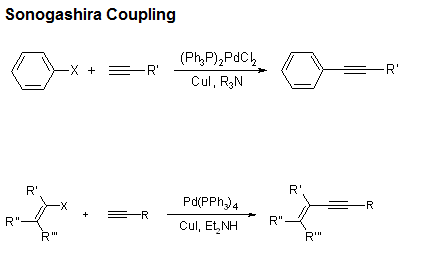 Sonogashira Coupling
(Ph₃P)₂PdCl₂
X + R' R'
CuI, R₃N
R' R'
X Pd(PPh₃)₄ R
R" + R R"
CuI, Et₂NH
R''' R'''